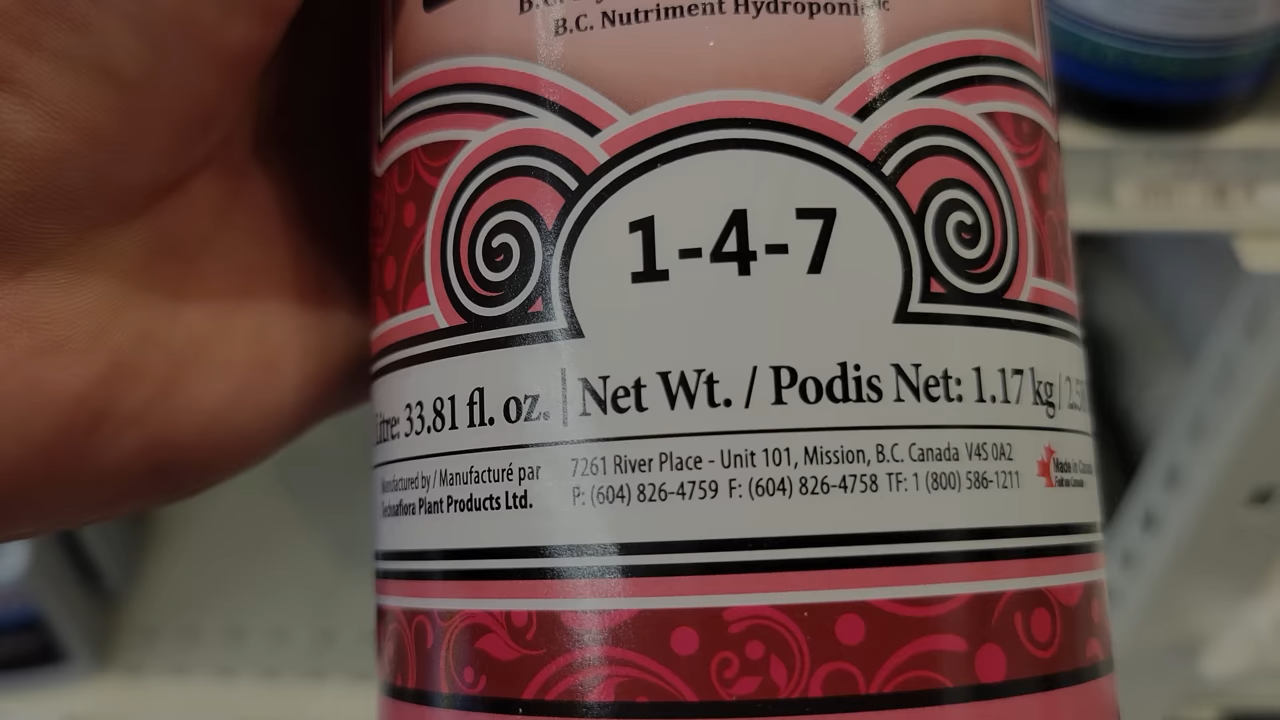 B.C. Nutriment Hydroponic
1-4-7
Litre: 33.81 fl. oz. | Net Wt. / Podis Net: 1.17 kg /
Manufactured by / Manufacturé par
Technaflora Plant Products Ltd.
7261 River Place - Unit 101, Mission, B.C. Canada V4S 0A2
P: (604) 826-4759 F: (604) 826-4758 TF: 1 (800) 586-1211
Made in Canada